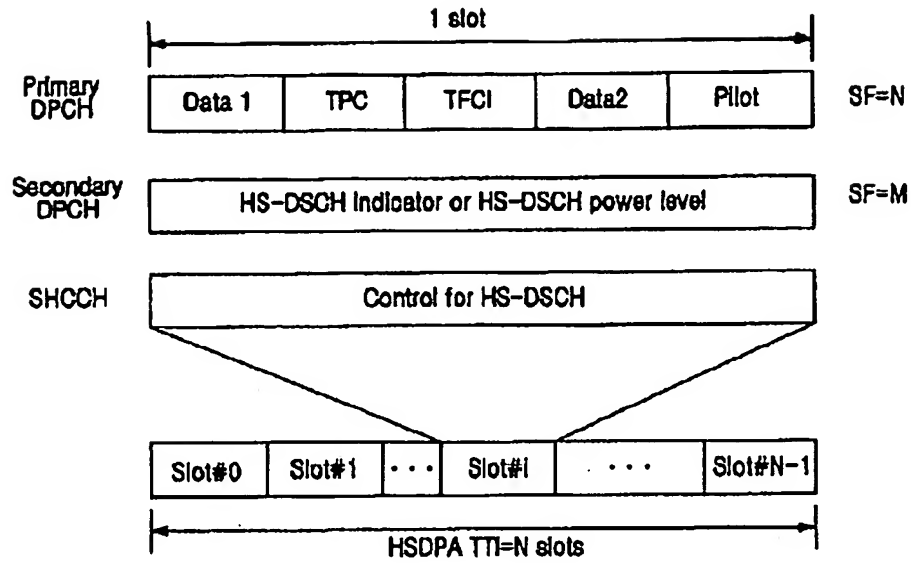 1 slot
Primary
DPCH
Data 1
TPC
TFCI
Data2
Pilot
SF=N
Secondary
DPCH
HS-DSCH Indicator or HS-DSCH power level
SF=M
SHCCH
Control for HS-DSCH
Slot#0
Slot#1
···
Slot#i
···
Slot#N-1
HSDPA TTI=N slots